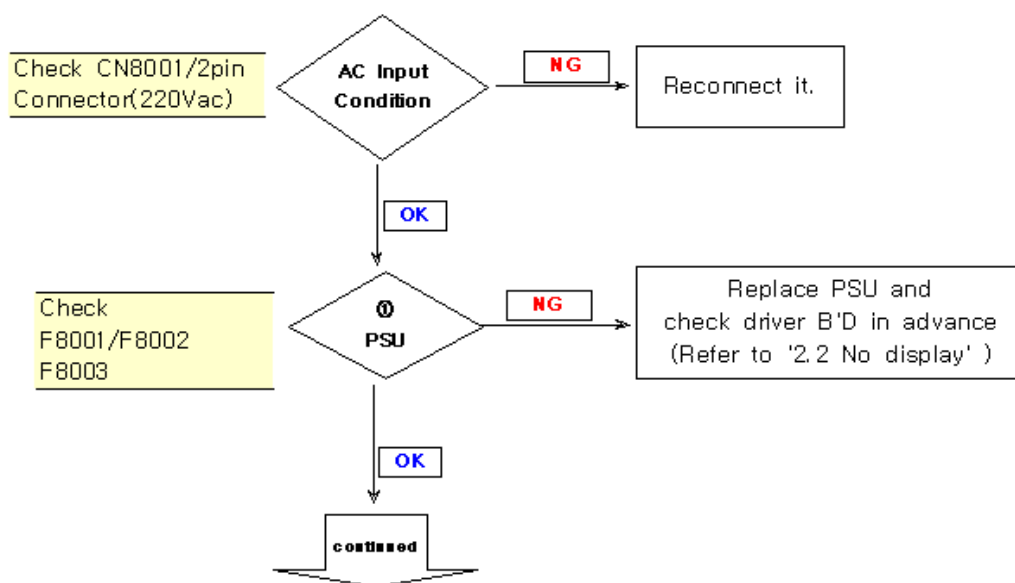 Check CN8001/2pin
Connector(220Vac)
AC Input
Condition
NG
Reconnect it.
OK
Check
F8001/F8002
F8003
①
PSU
NG
Replace PSU and
check driver B'D in advance
(Refer to '2.2 No display' )
OK
continued